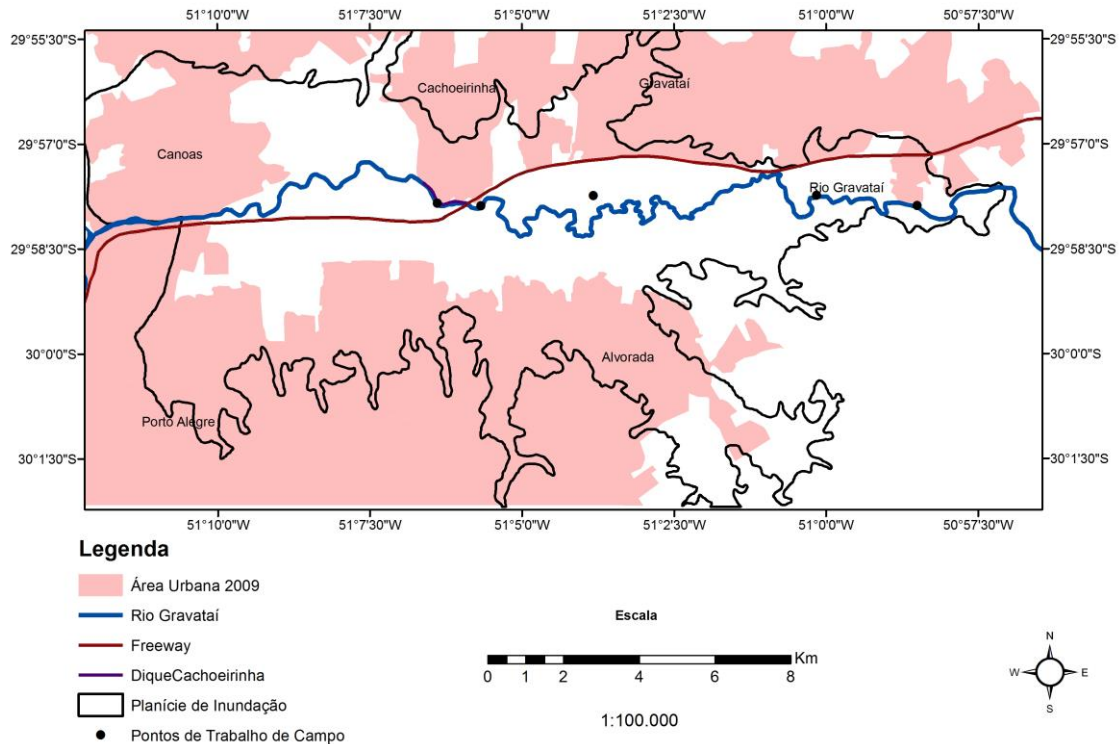 51°10'0"W 51°7'30"W 51°5'0"W 51°2'30"W 51°0'0"W 50°57'30"W
29°55'30"S 29°55'30"S
Cachoeirinha
Gravataí
29°57'0"S 29°57'0"S
Canoas
Rio Gravataí
29°58'30"S 29°58'30"S
30°0'0"S 30°0'0"S
Alvorada
Porto Alegre
30°1'30"S 30°1'30"S
51°10'0"W 51°7'30"W 51°5'0"W 51°2'30"W 51°0'0"W 50°57'30"W
Legenda
Área Urbana 2009
Rio Gravataí
Freeway
DiqueCachoeirinha
Planície de Inundação
Pontos de Trabalho de Campo
Escala
Km
0 1 2 4 6 8
1:100.000
N
W E
S